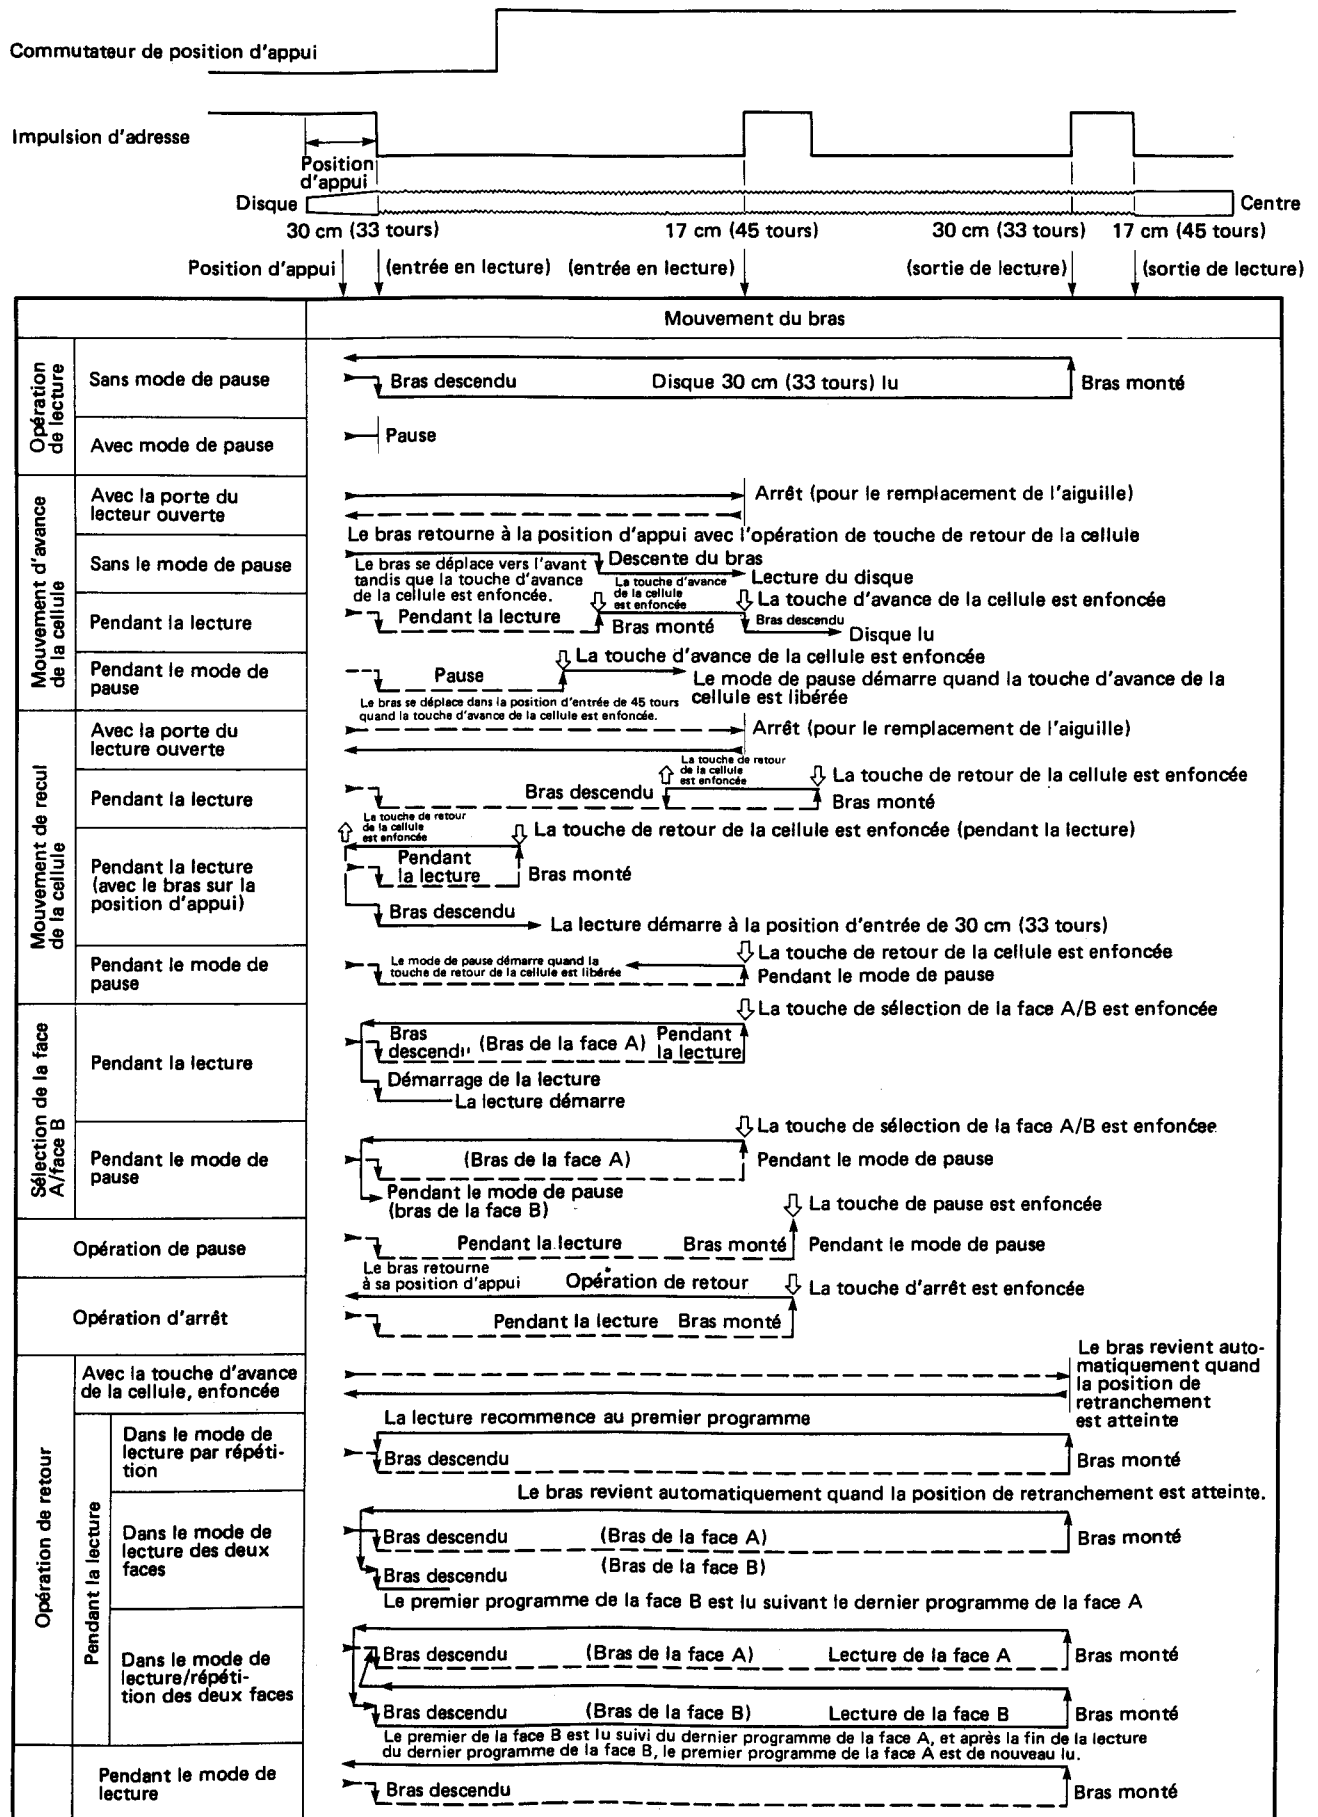 Commutateur de position d'appui
Impulsion d'adresse
Position
d'appui
Disque
Centre
30 cm (33 tours)
17 cm (45 tours)
30 cm (33 tours)
17 cm (45 tours)
Position d'appui
(entrée en lecture)
(entrée en lecture)
(sortie de lecture)
(sortie de lecture)
Mouvement du bras
Opération
de lecture
Sans mode de pause
Bras descendu
Disque 30 cm (33 tours) lu
Bras monté
Avec mode de pause
Pause
Mouvement d'avance
de la cellule
Avec la porte du
lecteur ouverte
Arrêt (pour le remplacement de l'aiguille)
Le bras retourne à la position d'appui avec l'opération de touche de retour de la cellule
Sans le mode de pause
Le bras se déplace vers l'avant
tandis que la touche d'avance
de la cellule est enfoncée.
Descente du bras
Lecture du disque
La touche d'avance
de la cellule
est enfoncée
La touche d'avance de la cellule est enfoncée
Pendant la lecture
Pendant la lecture
Bras monté
Bras descendu
Disque lu
Pendant le mode de
pause
Pause
La touche d'avance de la cellule est enfoncée
Le mode de pause démarre quand la touche d'avance de la
cellule est libérée
Le bras se déplace dans la position d'entrée de 45 tours
quand la touche d'avance de la cellule est enfoncée.
Mouvement de recul
de la cellule
Avec la porte du
lecture ouverte
Arrêt (pour le remplacement de l'aiguille)
Pendant la lecture
La touche de retour
de la cellule
est enfoncée
La touche de retour de la cellule est enfoncée
Bras descendu
Bras monté
Pendant la lecture
(avec le bras sur la
position d'appui)
La touche de retour
de la cellule
est enfoncée
La touche de retour de la cellule est enfoncée (pendant la lecture)
Pendant
la lecture
Bras monté
Bras descendu
La lecture démarre à la position d'entrée de 30 cm (33 tours)
Pendant le mode de
pause
Le mode de pause démarre quand la
touche de retour de la cellule est libérée
La touche de retour de la cellule est enfoncée
Pendant le mode de pause
Sélection de la face
A/face B
Pendant la lecture
La touche de sélection de la face A/B est enfoncée
Bras
descendu
(Bras de la face A)
Pendant
la lecture
Démarrage de la lecture
La lecture démarre
Pendant le mode de
pause
La touche de sélection de la face A/B est enfoncée
(Bras de la face A)
Pendant le mode de pause
Pendant le mode de pause
(bras de la face B)
Opération de pause
La touche de pause est enfoncée
Pendant la lecture
Bras monté
Pendant le mode de pause
Opération d'arrêt
Le bras retourne
à sa position d'appui
Opération de retour
La touche d'arrêt est enfoncée
Pendant la lecture
Bras monté
Opération de retour
Avec la touche d'avance
de la cellule, enfoncée
Le bras revient auto-
matiquement quand
la position de
retranchement
est atteinte
Pendant la lecture
Dans le mode de
lecture par répéti-
tion
La lecture recommence au premier programme
Bras descendu
Bras monté
Dans le mode de
lecture des deux
faces
Le bras revient automatiquement quand la position de retranchement est atteinte.
Bras descendu
(Bras de la face A)
Bras monté
Bras descendu
(Bras de la face B)
Le premier programme de la face B est lu suivant le dernier programme de la face A
Dans le mode de
lecture/répéti-
tion des deux faces
Bras descendu
(Bras de la face A)
Lecture de la face A
Bras monté
Bras descendu
(Bras de la face B)
Lecture de la face B
Bras monté
Le premier de la face B est lu suivi du dernier programme de la face A, et après la fin de la lecture
du dernier programme de la face B, le premier programme de la face A est de nouveau lu.
Pendant le mode de
lecture
Bras descendu
Bras monté